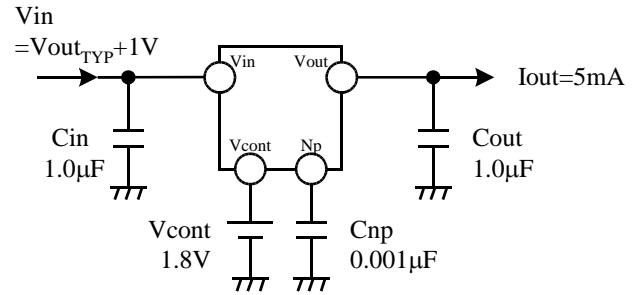 Vin
=VoutTYP+1V
Vin
Vout
Iout=5mA
Cin
1.0μF
Vcont
Np
Cout
1.0μF
Vcont
1.8V
Cnp
0.001μF